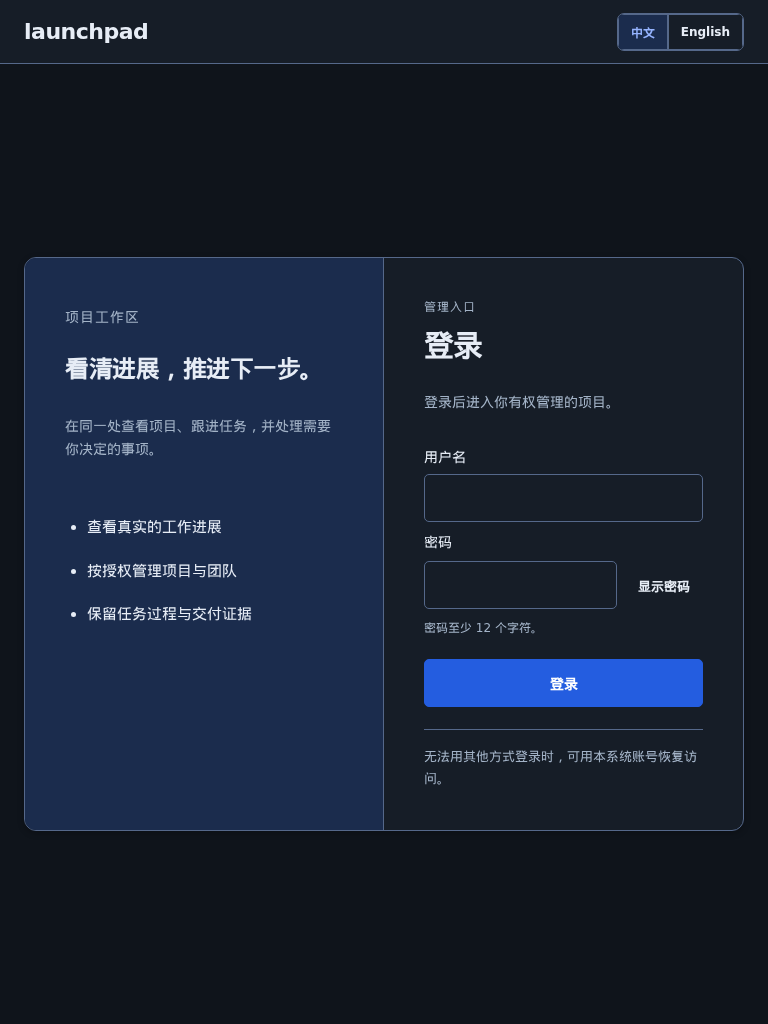 launchpad
中文
English
项目工作区
看清进展，推进下一步。
在同一处查看项目、跟进任务，并处理需要
你决定的事项。
查看真实的工作进展
按授权管理项目与团队
保留任务过程与交付证据
管理入口
登录
登录后进入你有权管理的项目。
用户名
密码
显示密码
密码至少 12 个字符。
登录
无法用其他方式登录时，可用本系统账号恢复访
问。